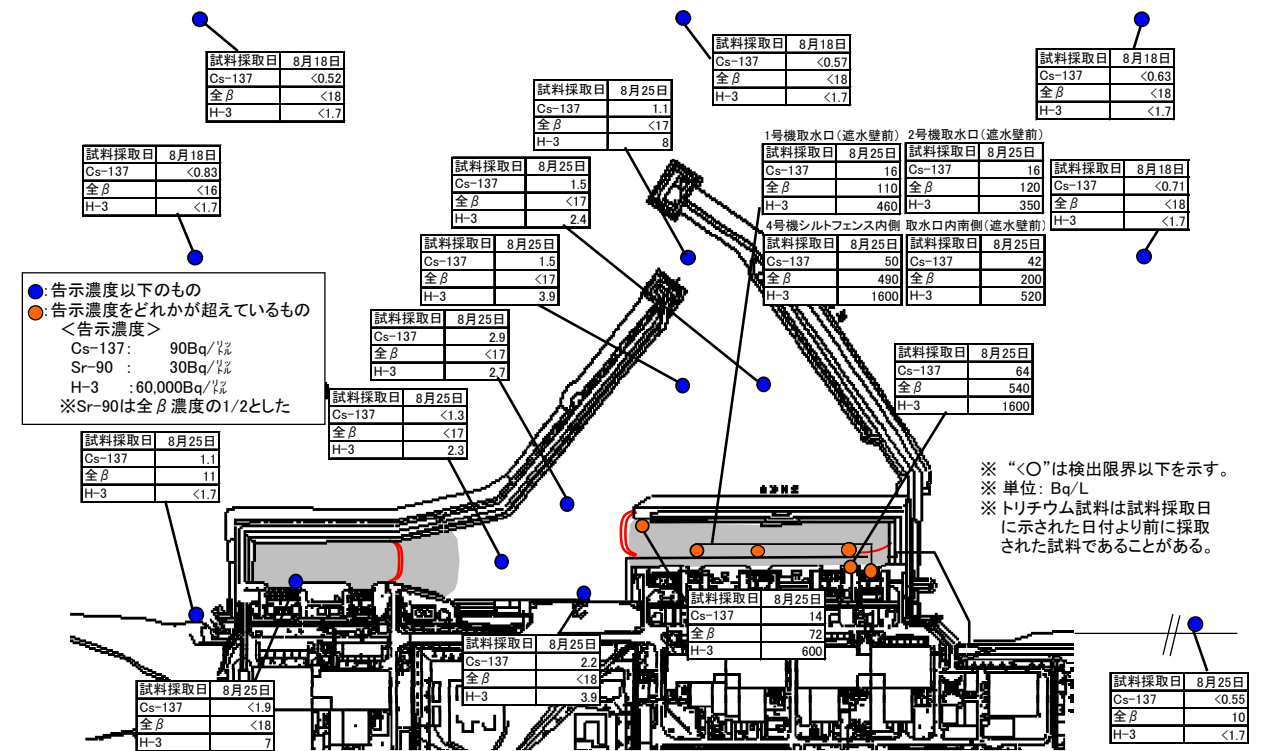 試料採取日 8月18日
Cs-137 <0.52
全β <18
H-3 <1.7
試料採取日 8月18日
Cs-137 <0.57
全β <18
H-3 <1.7
試料採取日 8月18日
Cs-137 <0.63
全β <18
H-3 <1.7
試料採取日 8月25日
Cs-137 1.1
全β <17
H-3 8
試料採取日 8月18日
Cs-137 <0.83
全β <16
H-3 <1.7
試料採取日 8月25日
Cs-137 1.5
全β <17
H-3 2.4
1号機取水口(遮水壁前)
試料採取日 8月25日
Cs-137 16
全β 110
H-3 460
2号機取水口(遮水壁前)
試料採取日 8月25日
Cs-137 16
全β 120
H-3 350
試料採取日 8月18日
Cs-137 <0.71
全β <18
H-3 <1.7
4号機シルトフェンス内側
試料採取日 8月25日
Cs-137 50
全β 490
H-3 1600
取水口内南側(遮水壁前)
試料採取日 8月25日
Cs-137 42
全β 200
H-3 520
試料採取日 8月25日
Cs-137 1.5
全β <17
H-3 3.9
●:告示濃度以下のもの
●:告示濃度をどれかが超えているもの
<告示濃度>
Cs-137: 90Bq/㍑
Sr-90 : 30Bq/㍑
H-3 :60,000Bq/㍑
※Sr-90は全β濃度の1/2とした
試料採取日 8月25日
Cs-137 2.9
全β <17
H-3 2.7
試料採取日 8月25日
Cs-137 64
全β 540
H-3 1600
試料採取日 8月25日
Cs-137 <1.3
全β <17
H-3 2.3
試料採取日 8月25日
Cs-137 1.1
全β 11
H-3 <1.7
※ “<○”は検出限界以下を示す。
※ 単位: Bq/L
※ トリチウム試料は試料採取日
に示された日付より前に採取
された試料であることがある。
試料採取日 8月25日
Cs-137 14
全β 72
H-3 600
試料採取日 8月25日
Cs-137 2.2
全β <18
H-3 3.9
試料採取日 8月25日
Cs-137 <1.9
全β <18
H-3 7
試料採取日 8月25日
Cs-137 <0.55
全β 10
H-3 <1.7